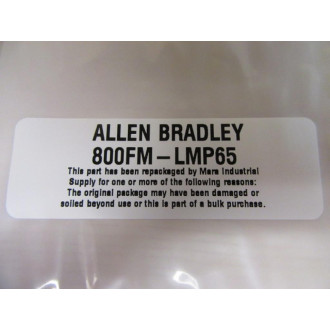 ALLEN BRADLEY
800FM-LMP65
This part has been repackaged by Mara Industrial
Supply for one or more of the following reasons:
The original package may have been damaged or
soiled beyond use or this is part of a bulk purchase.